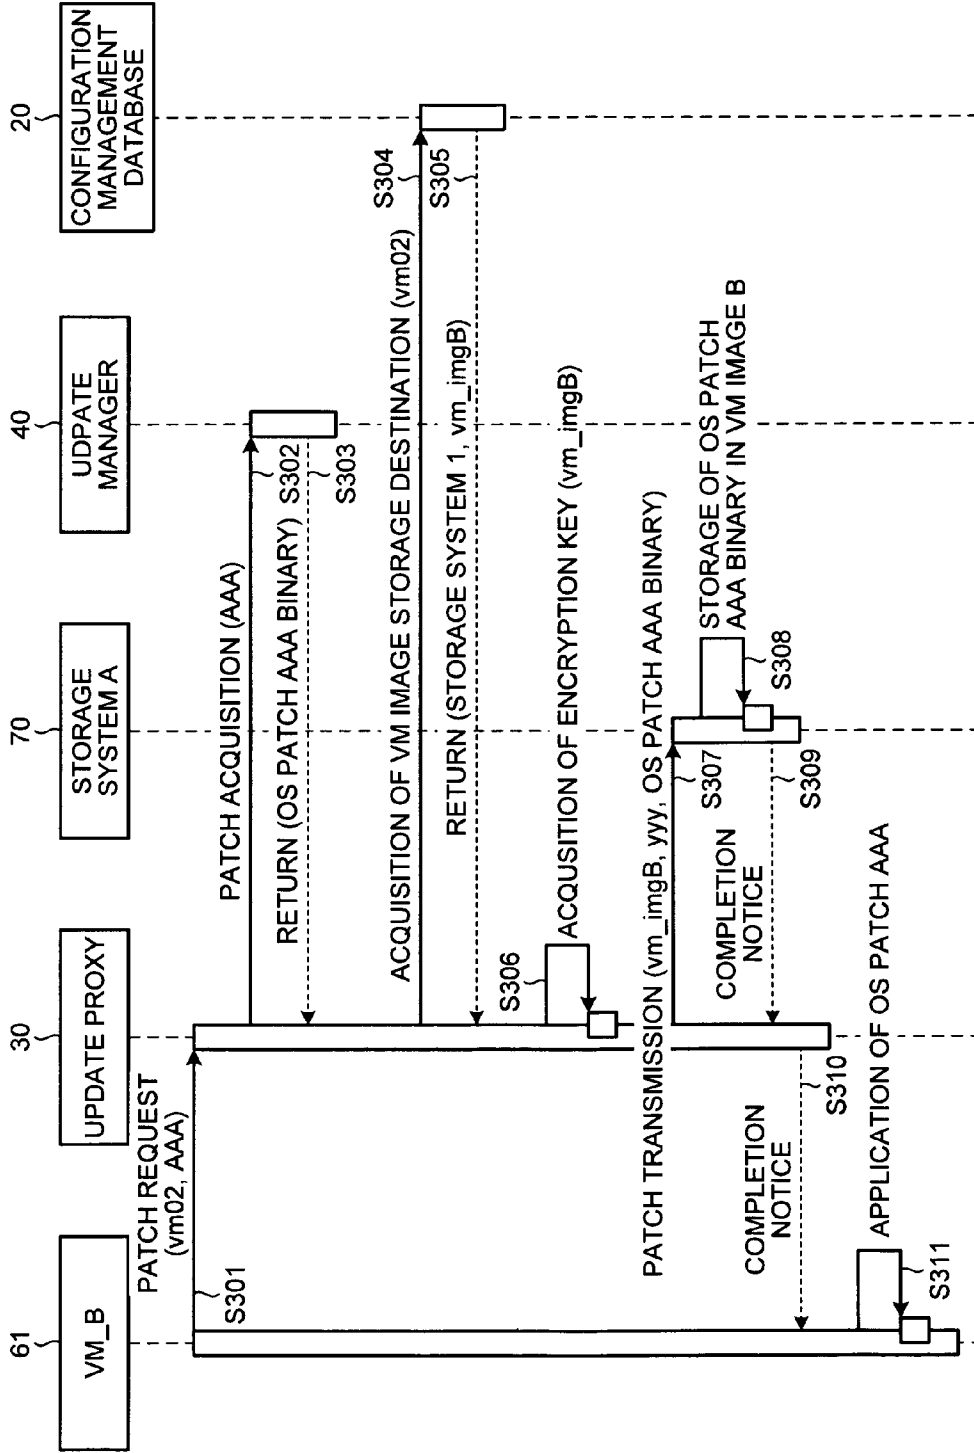 61
VM_B
30
UPDATE PROXY
70
STORAGE
SYSTEM A
40
UDPATE
MANAGER
20
CONFIGURATION
MANAGEMENT
DATABASE
PATCH REQUEST
(vm02, AAA)
S301
PATCH ACQUISITION (AAA)
S302
RETURN (OS PATCH AAA BINARY)
S303
ACQUISITION OF VM IMAGE STORAGE DESTINATION (vm02)
S304
RETURN (STORAGE SYSTEM 1, vm_imgB)
S305
S306
ACQUSITION OF ENCRYPTION KEY (vm_imgB)
PATCH TRANSMISSION (vm_imgB, yyy, OS PATCH AAA BINARY)
S307
STORAGE OF OS PATCH
AAA BINARY IN VM IMAGE B
S308
COMPLETION
NOTICE
S309
COMPLETION
NOTICE
S310
APPLICATION OF OS PATCH AAA
S311